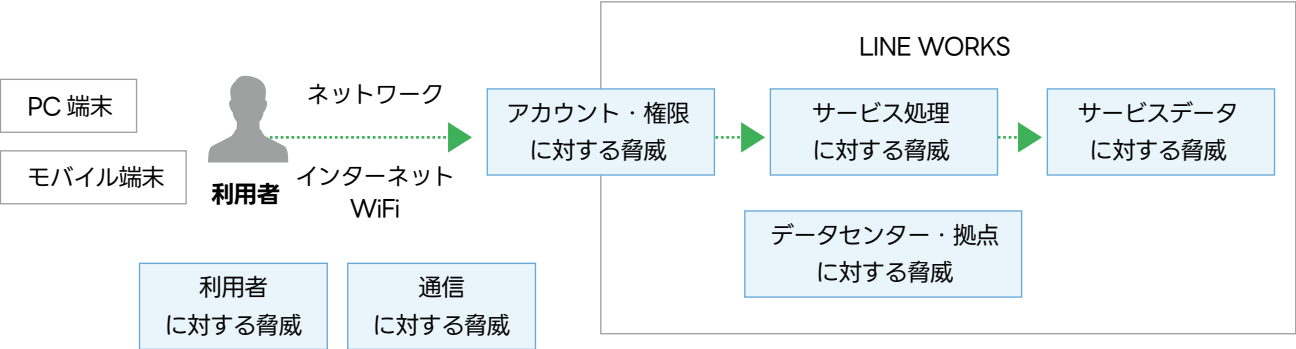 LINE WORKS
PC 端末
モバイル端末
利用者
ネットワーク
インターネット
WiFi
アカウント・権限
に対する脅威
サービス処理
に対する脅威
サービスデータ
に対する脅威
データセンター・拠点
に対する脅威
利用者
に対する脅威
通信
に対する脅威